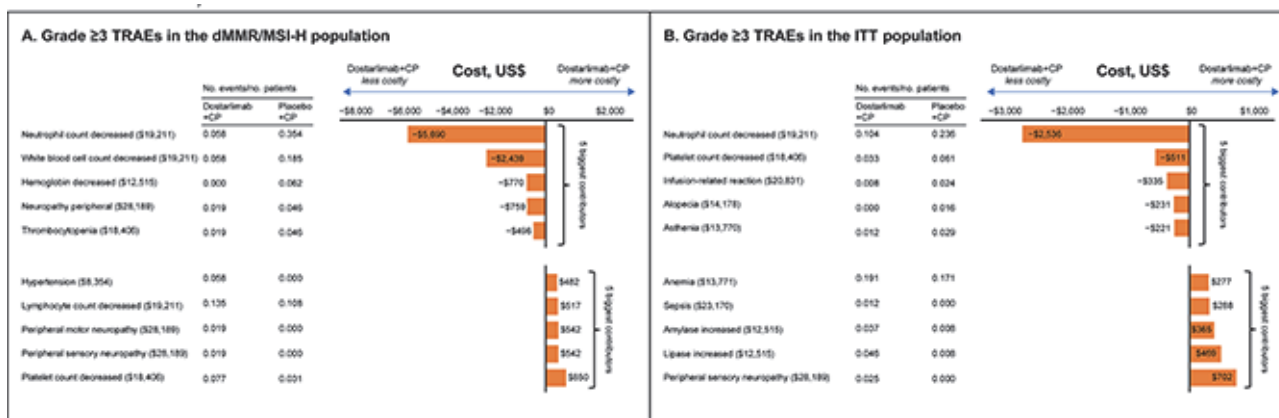 A. Grade ≥3 TRAEs in the dMMR/MSI-H population
Dostarlimab+CP less costly
Cost, US$
Dostarlimab+CP more costly
No. events/no. patients
Dostarlimab +CP
Placebo +CP
−$8,000 −$6,000 −$4,000 −$2,000 $0 $2,000
Neutrophil count decreased ($19,211) 0.058 0.354 −$5,690
White blood cell count decreased ($19,211) 0.058 0.185 −$2,439
Hemoglobin decreased ($12,515) 0.000 0.062 −$770
Neuropathy peripheral ($28,189) 0.019 0.046 −$759
Thrombocytopenia ($18,406) 0.019 0.046 −$496
5 biggest contributors
Hypertension ($8,354) 0.058 0.000 $482
Lymphocyte count decreased ($19,211) 0.135 0.108 $517
Peripheral motor neuropathy ($28,189) 0.019 0.000 $542
Peripheral sensory neuropathy ($28,189) 0.019 0.000 $542
Platelet count decreased ($18,406) 0.077 0.031 $850
5 biggest contributors
B. Grade ≥3 TRAEs in the ITT population
Dostarlimab+CP less costly
Cost, US$
Dostarlimab+CP more costly
No. events/no. patients
Dostarlimab +CP
Placebo +CP
−$3,000 −$2,000 −$1,000 $0 $1,000
Neutrophil count decreased ($19,211) 0.104 0.236 −$2,536
Platelet count decreased ($18,406) 0.033 0.061 −$511
Infusion-related reaction ($20,831) 0.008 0.024 −$335
Alopecia ($14,178) 0.000 0.016 −$231
Asthenia ($13,770) 0.012 0.029 −$221
5 biggest contributors
Anemia ($13,771) 0.191 0.171 $277
Sepsis ($23,170) 0.012 0.000 $288
Amylase increased ($12,515) 0.037 0.008 $365
Lipase increased ($12,515) 0.046 0.008 $469
Peripheral sensory neuropathy ($28,189) 0.025 0.000 $702
5 biggest contributors